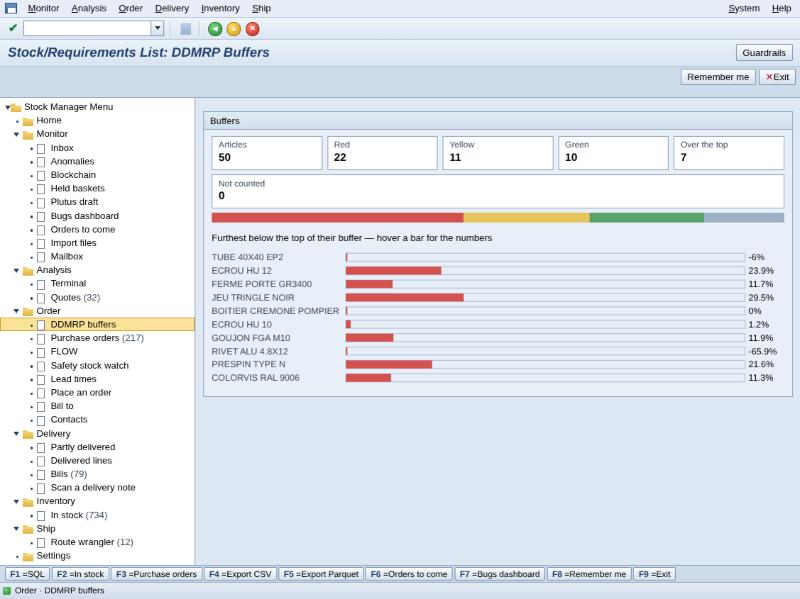 Monitor Analysis Order Delivery Inventory Ship System Help
Stock/Requirements List: DDMRP Buffers Guardrails
Remember me ✕Exit
Stock Manager Menu
Home
Monitor
Inbox
Anomalies
Blockchain
Held baskets
Plutus draft
Bugs dashboard
Orders to come
Import files
Mailbox
Analysis
Terminal
Quotes (32)
Order
DDMRP buffers
Purchase orders (217)
FLOW
Safety stock watch
Lead times
Place an order
Bill to
Contacts
Delivery
Partly delivered
Delivered lines
Bills (79)
Scan a delivery note
Inventory
In stock (734)
Ship
Route wrangler (12)
Settings
Buffers
Articles
50
Red
22
Yellow
11
Green
10
Over the top
7
Not counted
0
Furthest below the top of their buffer — hover a bar for the numbers
TUBE 40X40 EP2 -6%
ECROU HU 12 23.9%
FERME PORTE GR3400 11.7%
JEU TRINGLE NOIR 29.5%
BOITIER CREMONE POMPIER 0%
ECROU HU 10 1.2%
GOUJON FGA M10 11.9%
RIVET ALU 4.8X12 -65.9%
PRESPIN TYPE N 21.6%
COLORVIS RAL 9006 11.3%
F1 =SQL F2 =In stock F3 =Purchase orders F4 =Export CSV F5 =Export Parquet F6 =Orders to come F7 =Bugs dashboard F8 =Remember me F9 =Exit
Order · DDMRP buffers